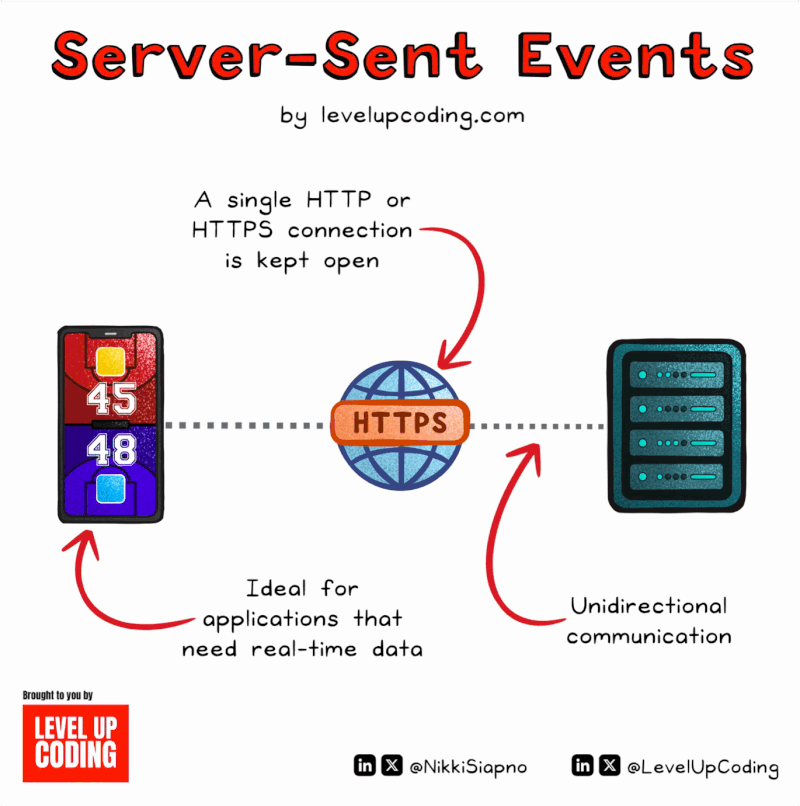 Server-Sent Events
by levelupcoding.com
A single HTTP or
HTTPS connection
is kept open
45
48
HTTPS
Ideal for
applications that
need real-time data
Unidirectional
communication
Brought to you by
LEVEL UP
CODING
in X @NikkiSiapno
in X @LevelUpCoding